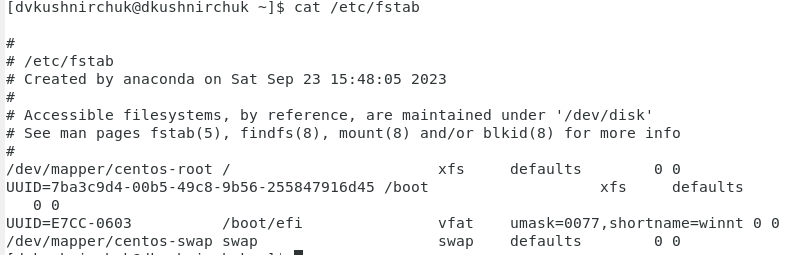 [dvkushnirchuk@dkushnirchuk ~]$ cat /etc/fstab
#
# /etc/fstab
# Created by anaconda on Sat Sep 23 15:48:05 2023
#
# Accessible filesystems, by reference, are maintained under '/dev/disk'
# See man pages fstab(5), findfs(8), mount(8) and/or blkid(8) for more info
#
/dev/mapper/centos-root /                       xfs     defaults        0 0
UUID=7ba3c9d4-00b5-49c8-9b56-255847916d45 /boot                   xfs     defaults
   0 0
UUID=E7CC-0603          /boot/efi               vfat    umask=0077,shortname=winnt 0 0
/dev/mapper/centos-swap swap                    swap    defaults        0 0